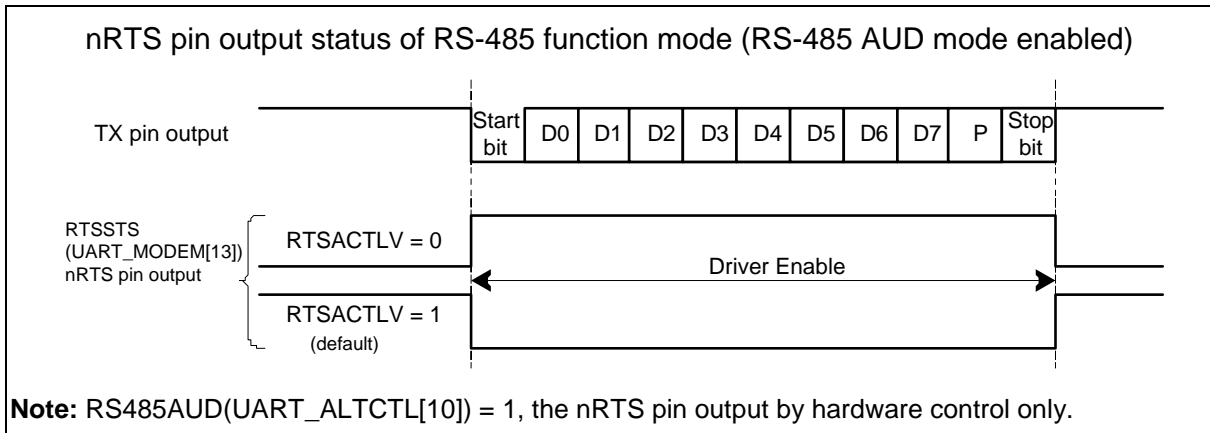 nRTS pin output status of RS-485 function mode (RS-485 AUD mode enabled)
TX pin output
Start bit D0 D1 D2 D3 D4 D5 D6 D7 P Stop bit
RTSSTS
(UART_MODEM[13])
nRTS pin output
RTSACTLV = 0
Driver Enable
RTSACTLV = 1
(default)
Note: RS485AUD(UART_ALTCTL[10]) = 1, the nRTS pin output by hardware control only.